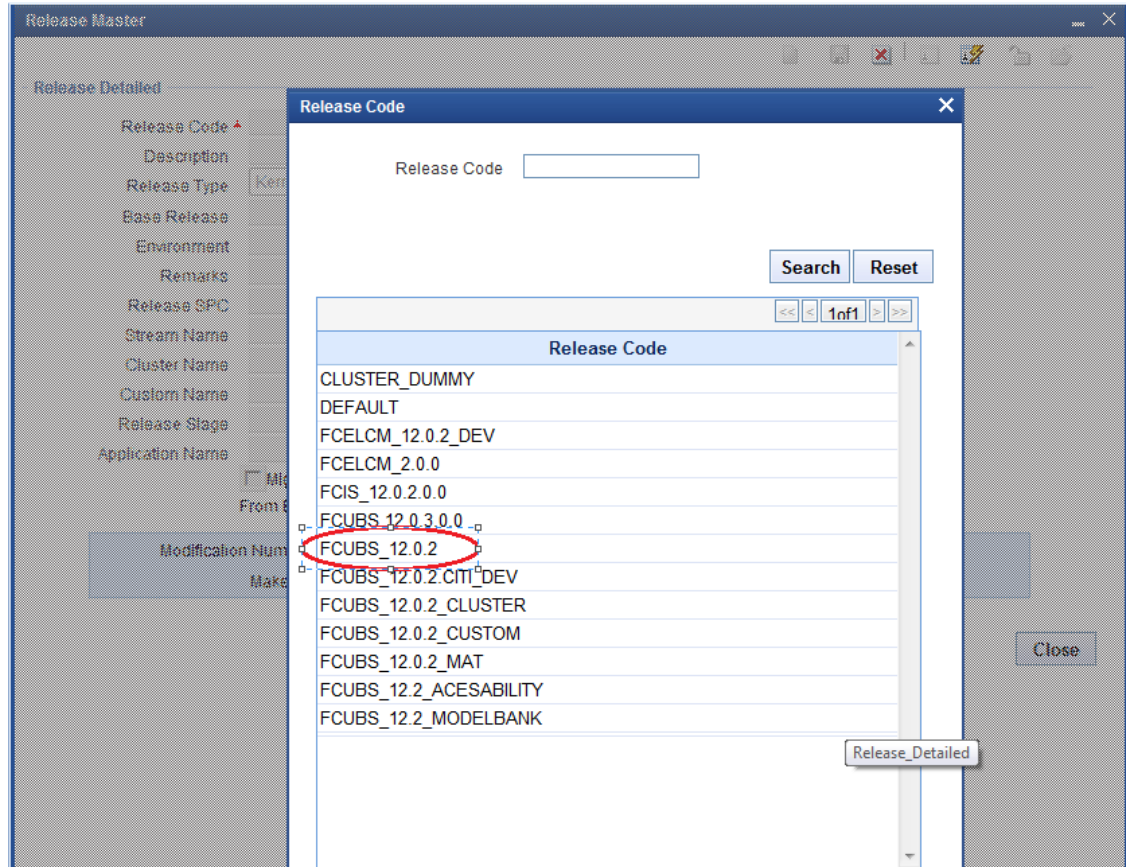 Release Master
Release Detailed
Release Code
Description
Release Type Kern
Base Release
Environment
Remarks
Release SPC
Stream Name
Cluster Name
Custom Name
Release Stage
Application Name
Mig
From E
Modification Num
Make
Close
Release Code
Release Code
Search Reset
<< < 1of1 > >>
Release Code
CLUSTER_DUMMY
DEFAULT
FCELCM_12.0.2_DEV
FCELCM_2.0.0
FCIS_12.0.2.0.0
FCUBS_12.0.3.0.0
FCUBS_12.0.2
FCUBS_12.0.2.CITI_DEV
FCUBS_12.0.2_CLUSTER
FCUBS_12.0.2_CUSTOM
FCUBS_12.0.2_MAT
FCUBS_12.2_ACESABILITY
FCUBS_12.2_MODELBANK
Release_Detailed